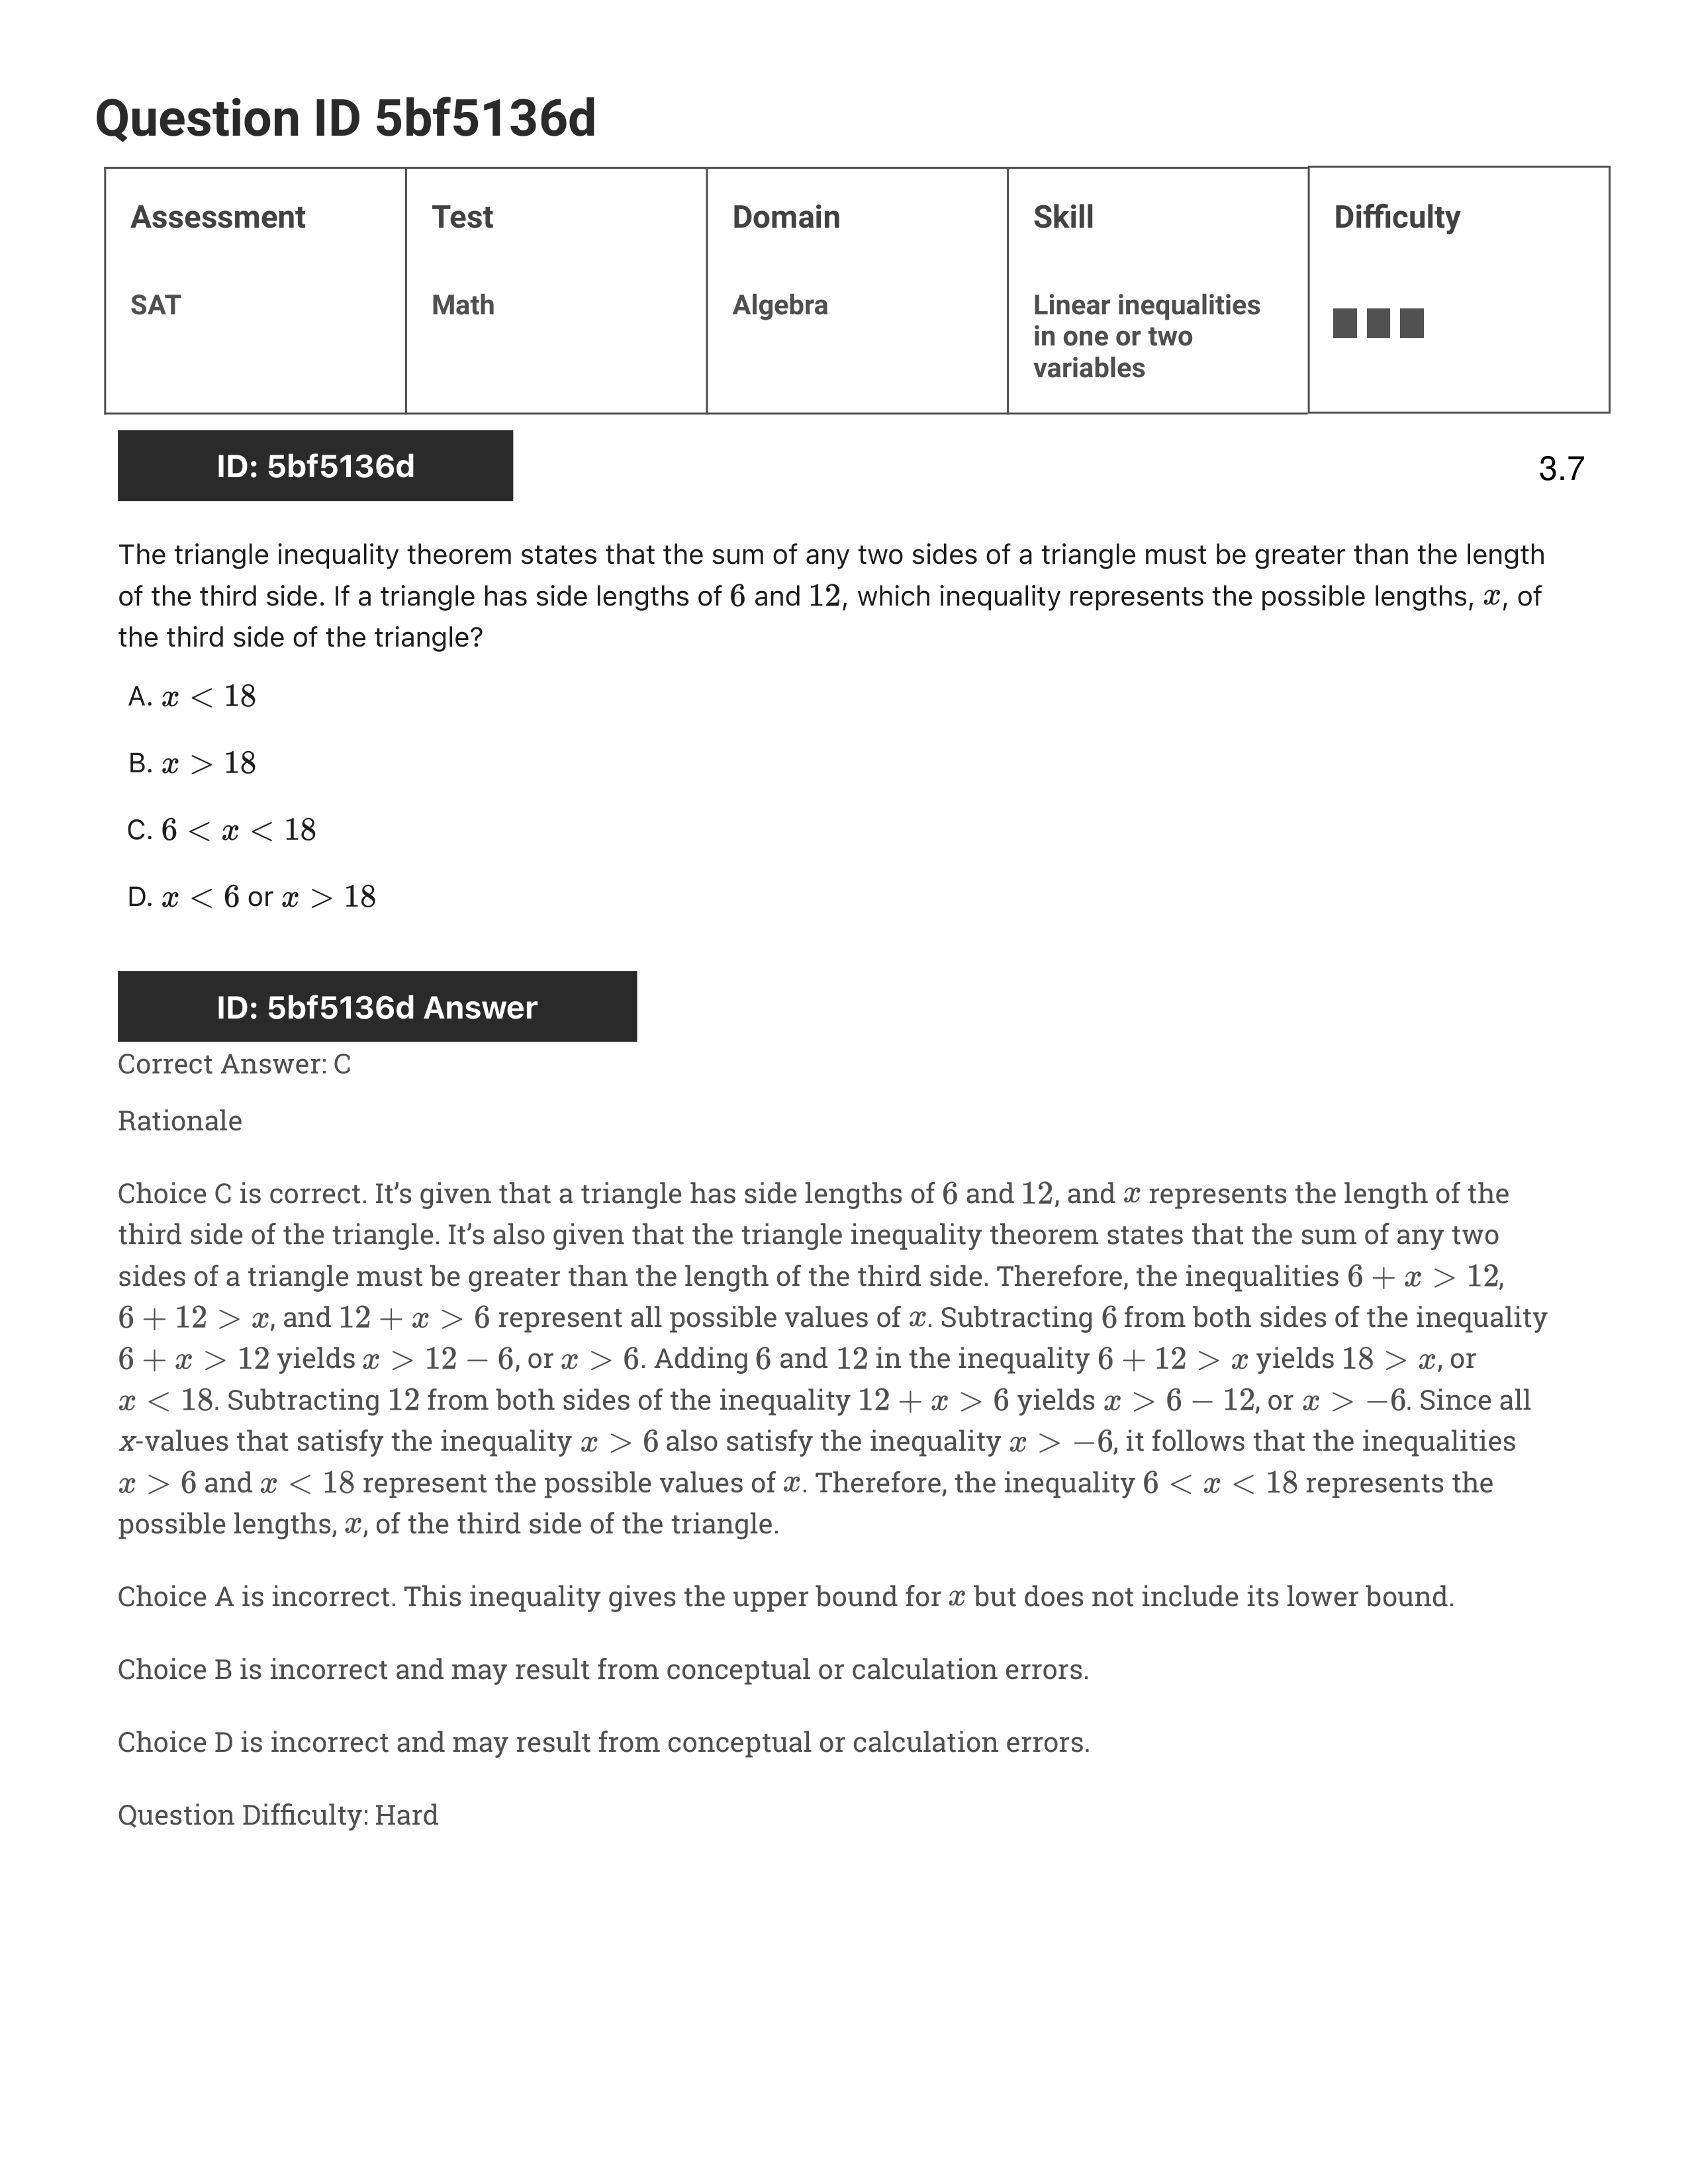 Question ID 5bf5136d
Assessment
Test
Domain
Skill
Difficulty
SAT
Math
Algebra
Linear inequalities
in one or two
variables
ID: 5bf5136d
3.7
The triangle inequality theorem states that the sum of any two sides of a triangle must be greater than the length
of the third side. If a triangle has side lengths of 6 and 12, which inequality represents the possible lengths, x, of
the third side of the triangle?
A. x < 18
B. x > 18
C. 6 < x < 18
D. x < 6 or x > 18
ID: 5bf5136d Answer
Correct Answer: C
Rationale
Choice C is correct. It’s given that a triangle has side lengths of 6 and 12, and x represents the length of the
third side of the triangle. It’s also given that the triangle inequality theorem states that the sum of any two
sides of a triangle must be greater than the length of the third side. Therefore, the inequalities 6 + x > 12,
6 + 12 > x, and 12 + x > 6 represent all possible values of x. Subtracting 6 from both sides of the inequality
6 + x > 12 yields x > 12 − 6, or x > 6. Adding 6 and 12 in the inequality 6 + 12 > x yields 18 > x, or
x < 18. Subtracting 12 from both sides of the inequality 12 + x > 6 yields x > 6 − 12, or x > −6. Since all
x-values that satisfy the inequality x > 6 also satisfy the inequality x > −6, it follows that the inequalities
x > 6 and x < 18 represent the possible values of x. Therefore, the inequality 6 < x < 18 represents the
possible lengths, x, of the third side of the triangle.
Choice A is incorrect. This inequality gives the upper bound for x but does not include its lower bound.
Choice B is incorrect and may result from conceptual or calculation errors.
Choice D is incorrect and may result from conceptual or calculation errors.
Question Difficulty: Hard